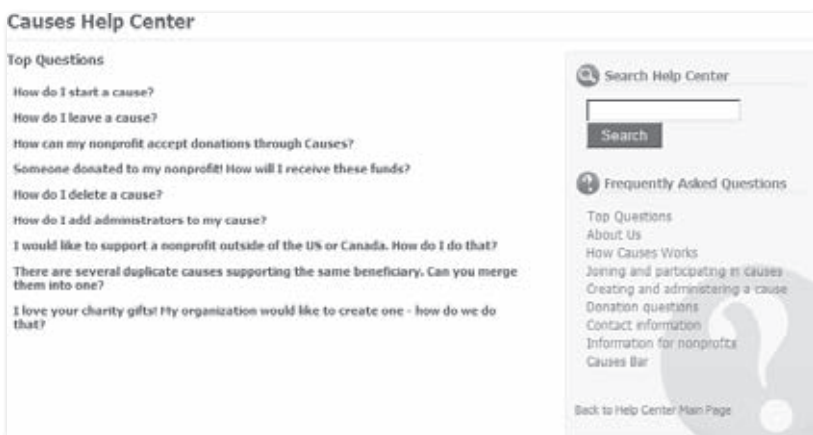 Causes Help Center
Top Questions
How do I start a cause?
How do I leave a cause?
How can my nonprofit accept donations through Causes?
Someone donated to my nonprofit! How will I receive these funds?
How do I delete a cause?
How do I add administrators to my cause?
I would like to support a nonprofit outside of the US or Canada. How do I do that?
There are several duplicate causes supporting the same beneficiary. Can you merge
them into one?
I love your charity gifts! My organization would like to create one - how do we do
that?
Search Help Center
Search
Frequently Asked Questions
Top Questions
About Us
How Causes Works
Joining and participating in causes
Creating and administering a cause
Donation questions
Contact information
Information for nonprofits
Causes Bar
Back to Help Center Main Page